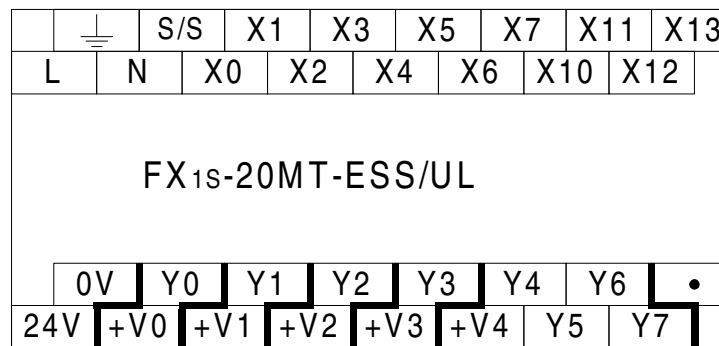 S/S X1 X3 X5 X7 X11 X13
L N X0 X2 X4 X6 X10 X12
FX1S-20MT-ESS/UL
0V Y0 Y1 Y2 Y3 Y4 Y6 •
24V +V0 +V1 +V2 +V3 +V4 Y5 Y7